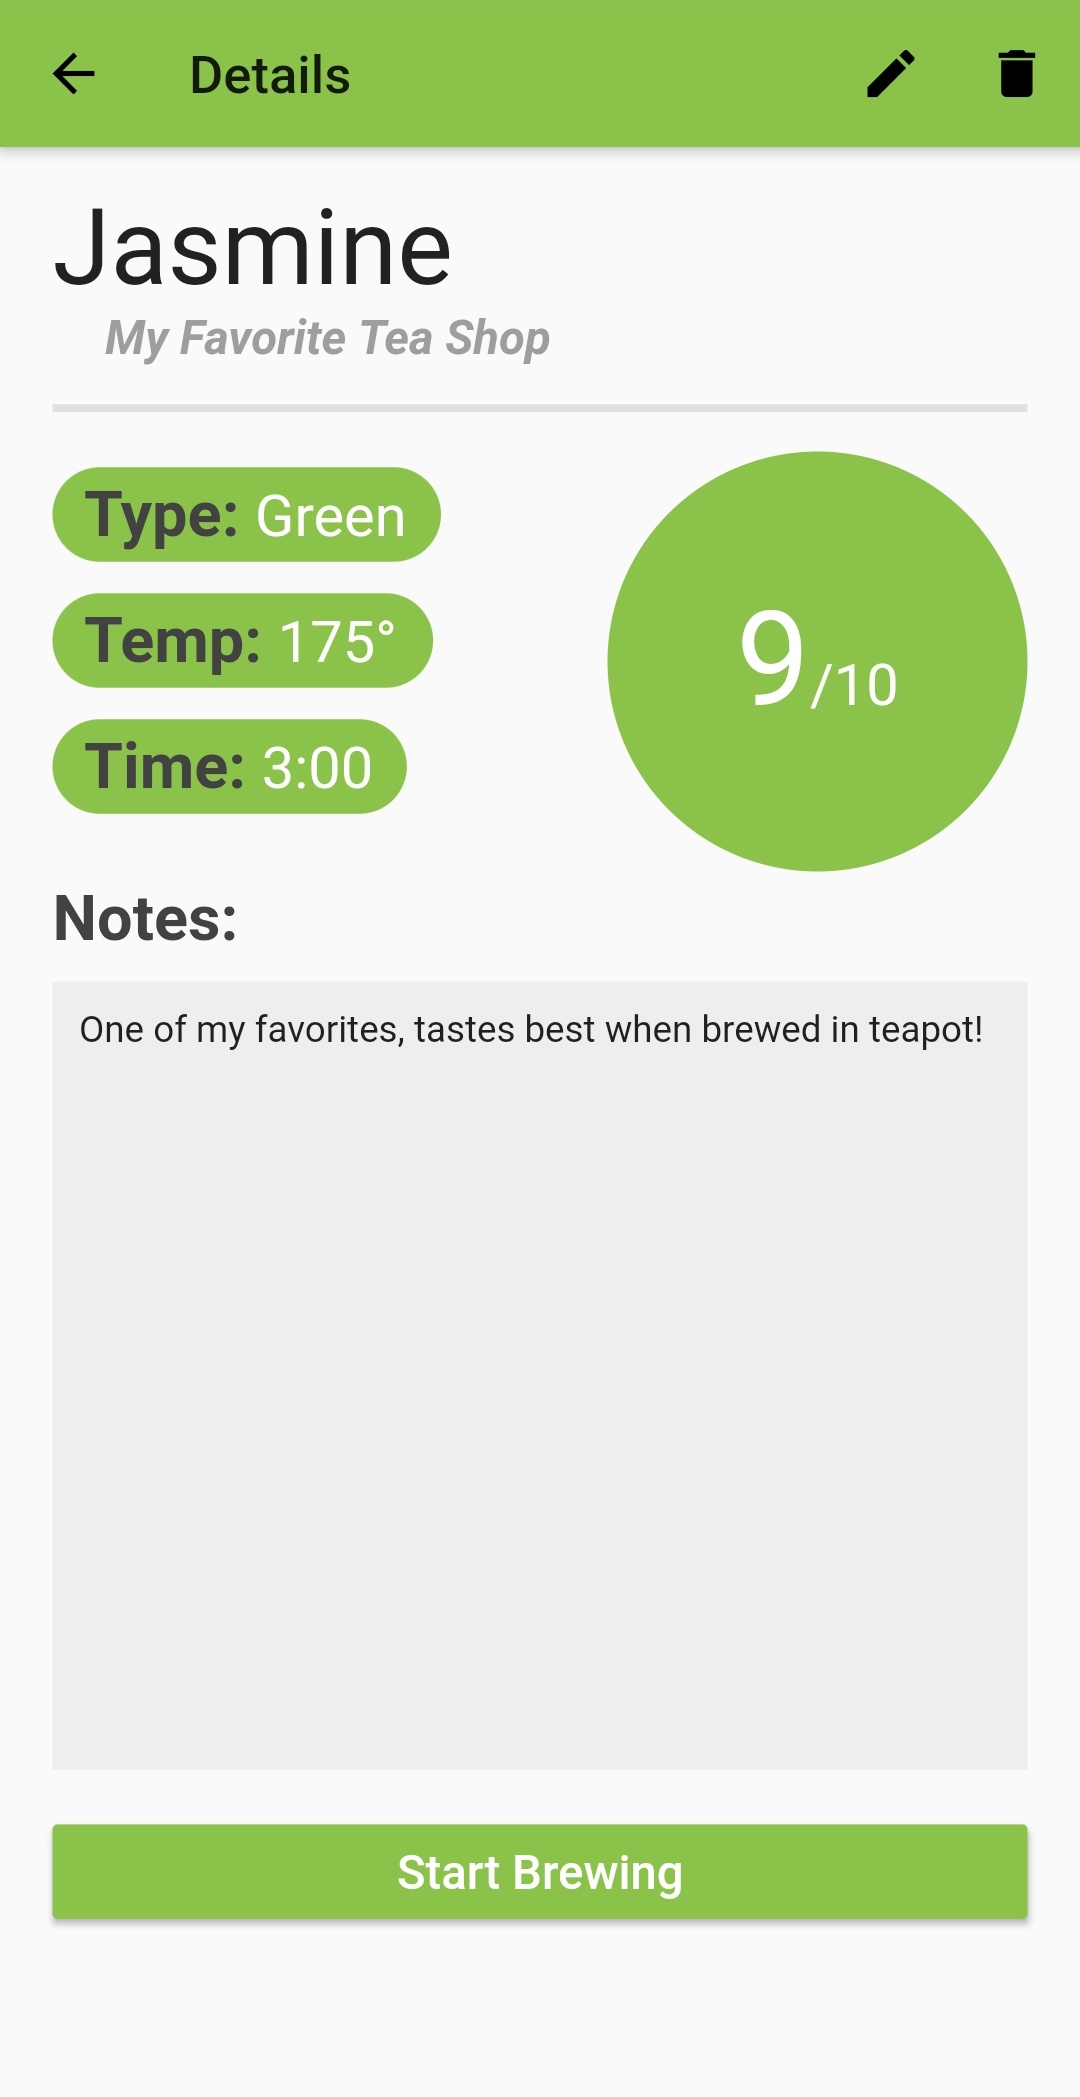 Details
Jasmine
My Favorite Tea Shop
Type: Green
Temp: 175°
Time: 3:00
9/10
Notes:
One of my favorites, tastes best when brewed in teapot!
Start Brewing